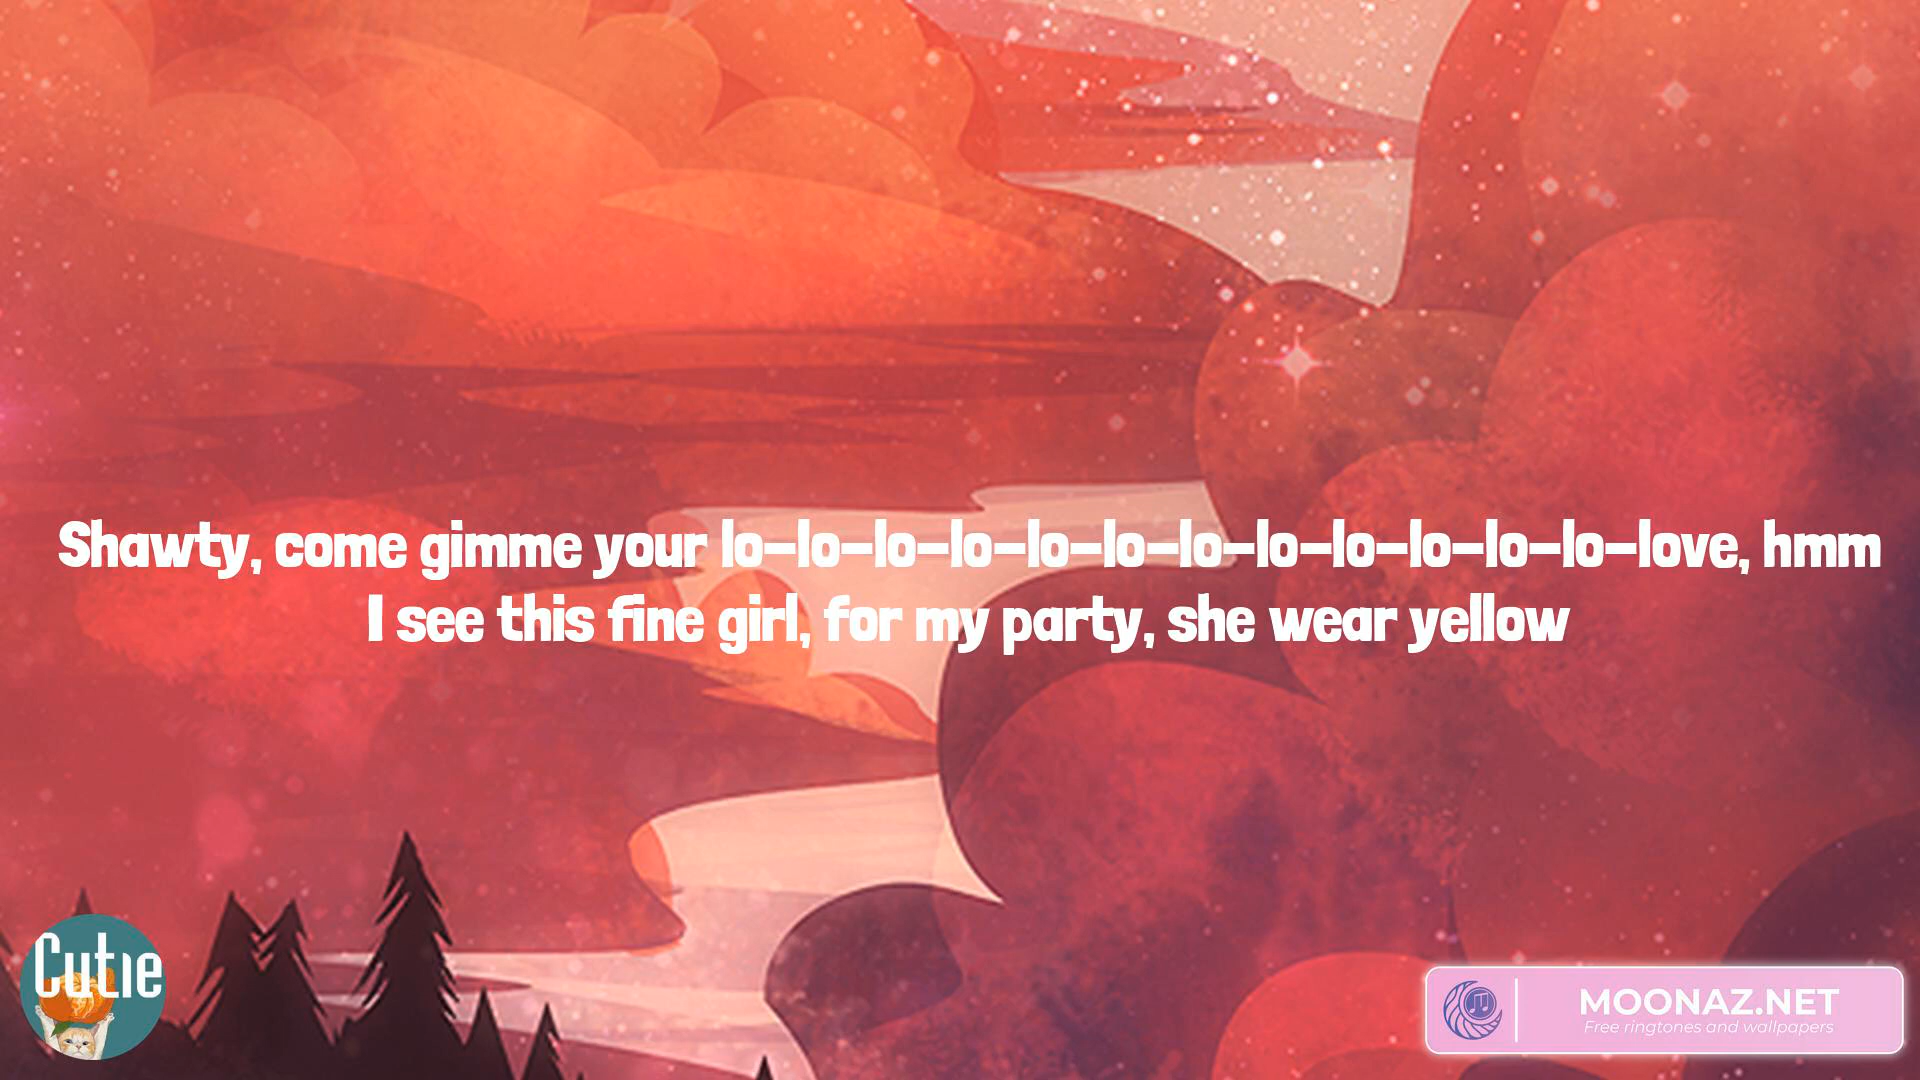 Shawty, come gimme your lo-lo-lo-lo-lo-lo-lo-lo-lo-lo-lo-lo-love, hmm
I see this fine girl, for my party, she wear yellow
Cutie
MOONAZ.NET
Free ringtones and wallpapers